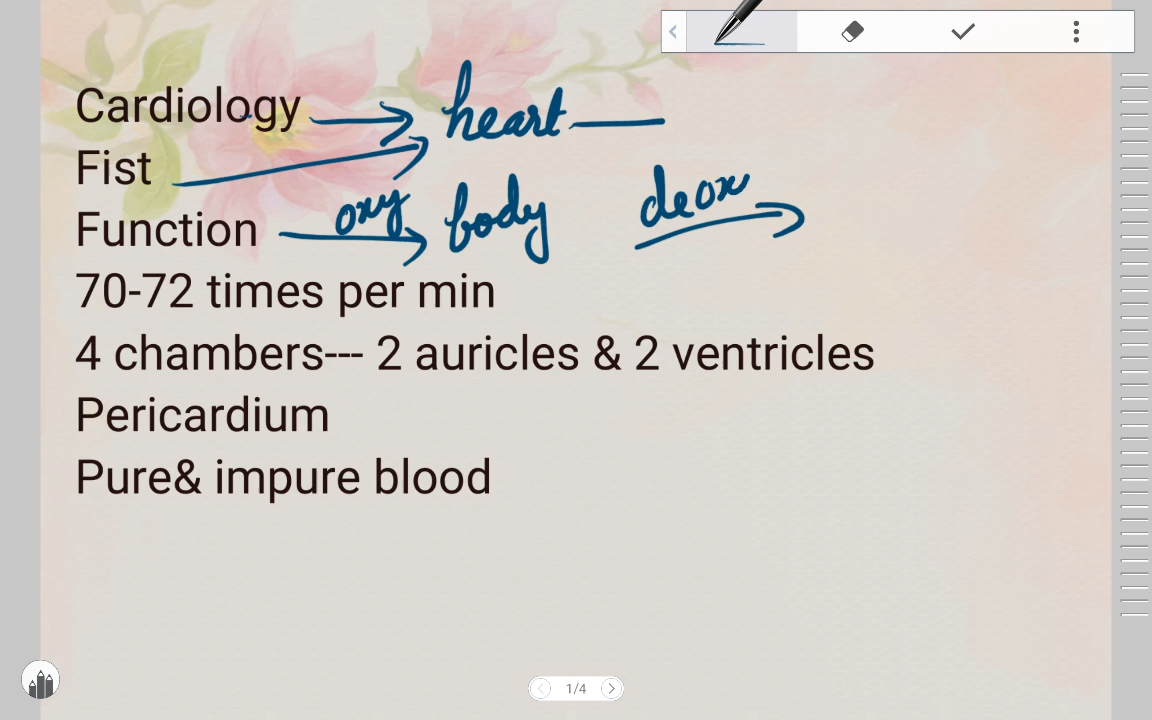 Cardiology heart
Fist
Function oxy body deox
70-72 times per min
4 chambers--- 2 auricles & 2 ventricles
Pericardium
Pure& impure blood
1/4